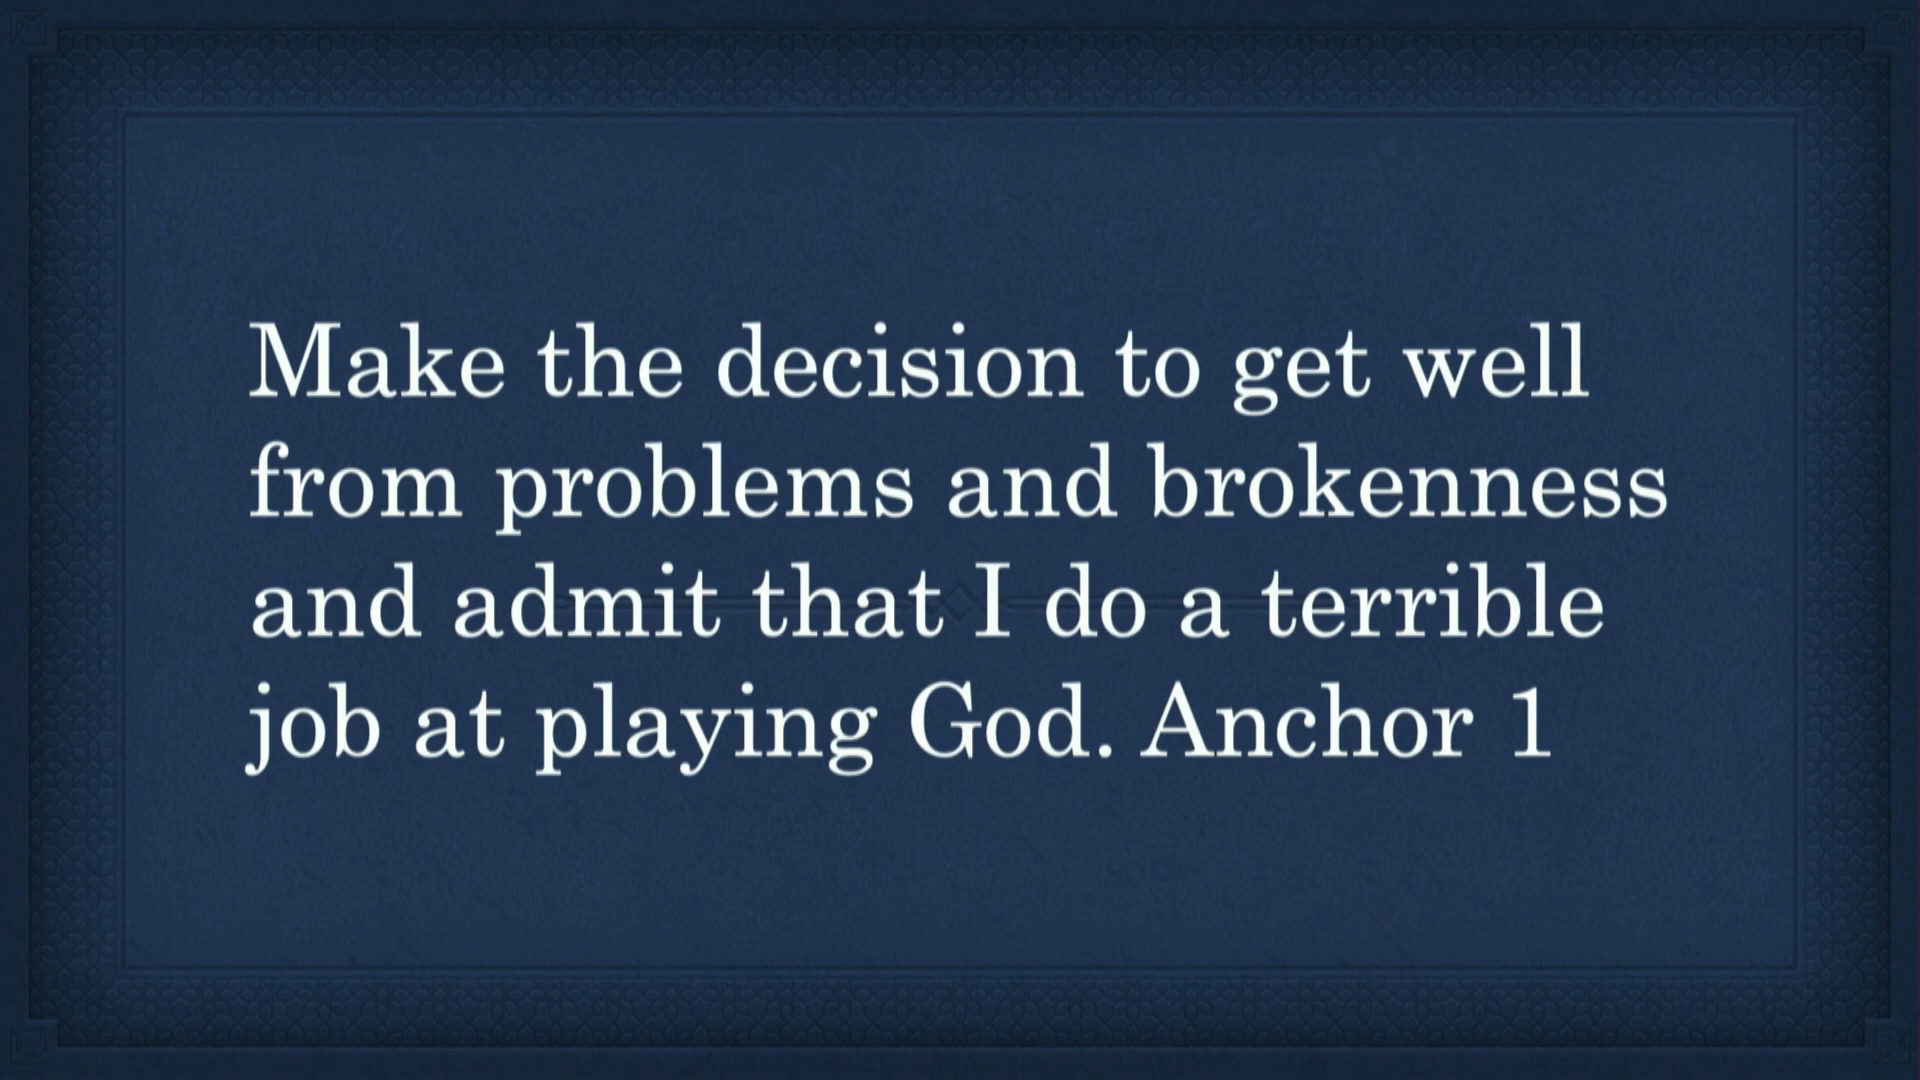 Make the decision to get well
from problems and brokenness
and admit that I do a terrible
job at playing God. Anchor 1